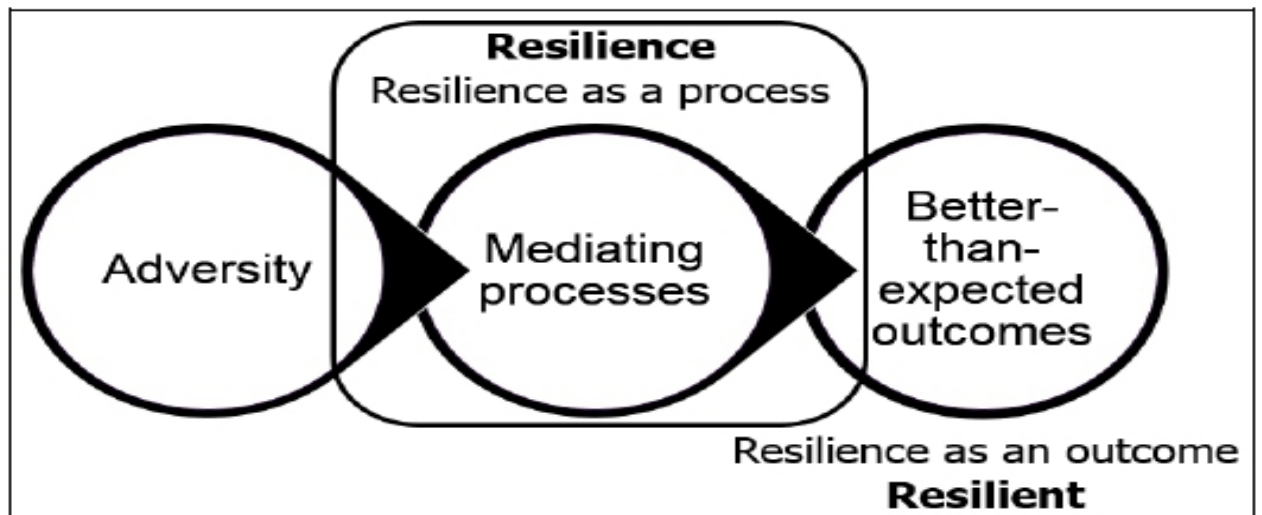 Resilience
Resilience as a process
Adversity
Mediating
processes
Better-
than-
expected
outcomes
Resilience as an outcome
Resilient